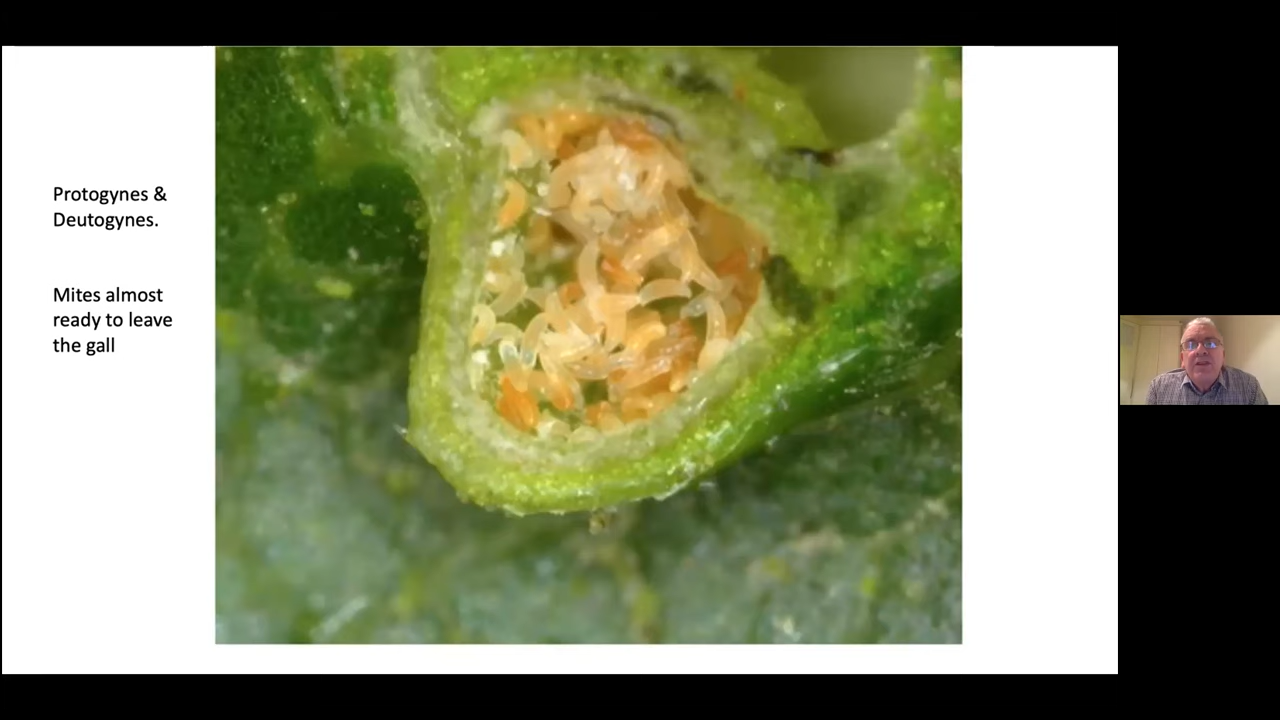 Protogynes &
Deutogynes.
Mites almost
ready to leave
the gall